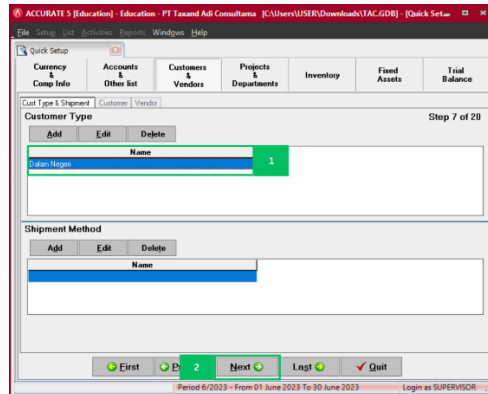 ACCURATE 5 [Education] - Education - PT Taxand Adi Consultama [C:\Users\USER\Downloads\TAC.GDB] - [Quick Set...
File Setup List Activities Reports Windows Help
Quick Setup
Currency & Comp Info
Accounts & Other list
Customers & Vendors
Projects & Departments
Inventory
Fixed Assets
Trial Balance
Cust Type & Shipment Customer Vendor
Customer Type Step 7 of 20
Add Edit Delete
Name
1
Dalam Negeri
Shipment Method
Add Edit Delete
Name
First P 2 Next Last Quit
Period 6/2023 - From 01 June 2023 To 30 June 2023 Login as SUPERVISOR